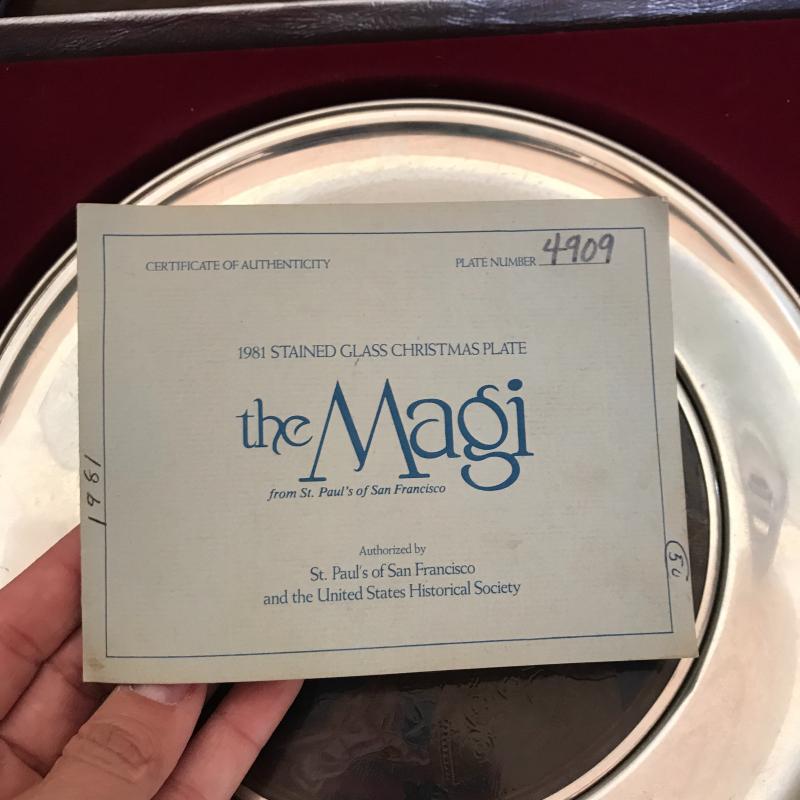 CERTIFICATE OF AUTHENTICITY
PLATE NUMBER 4909
1981 STAINED GLASS CHRISTMAS PLATE
the Magi
from St. Paul's of San Francisco
Authorized by
St. Paul's of San Francisco
and the United States Historical Society
1981
50